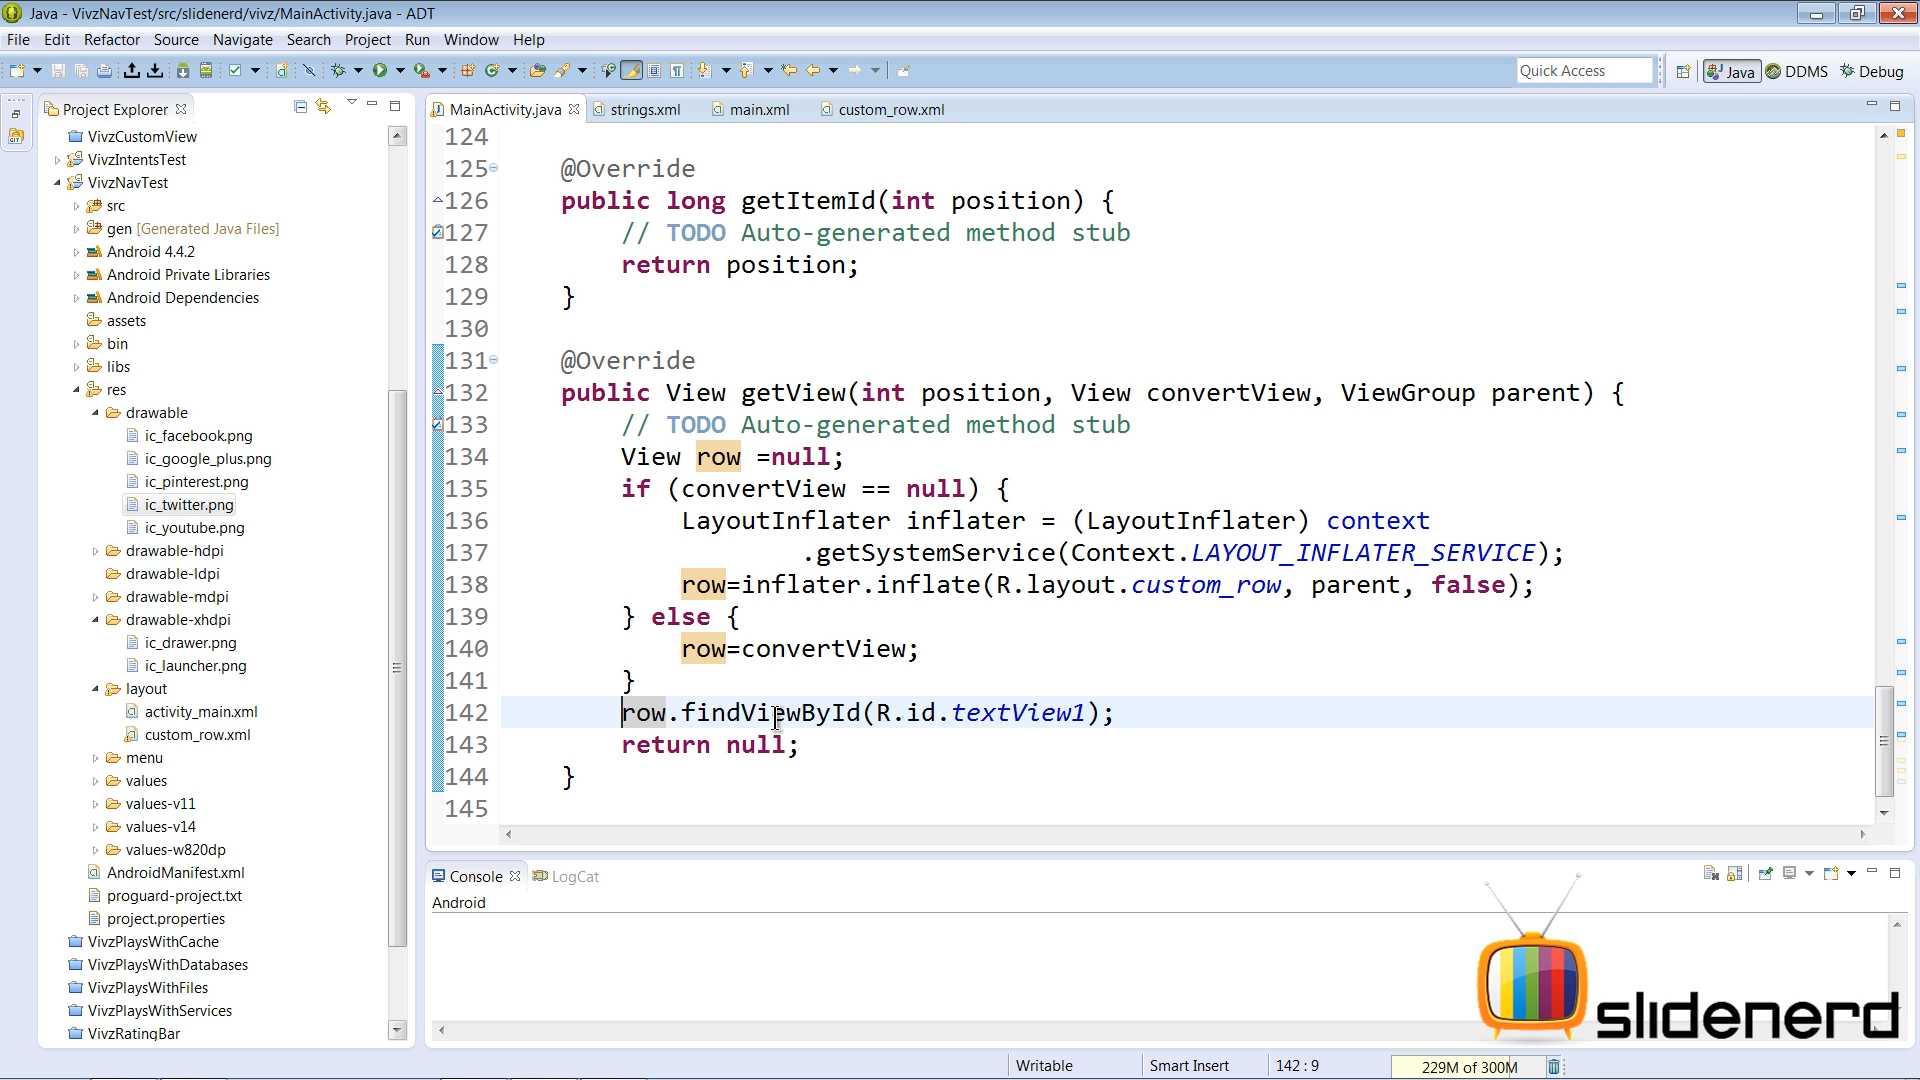 Java - VivzNavTest/src/slidenerd/vivz/MainActivity.java - ADT
File Edit Refactor Source Navigate Search Project Run Window Help
Quick Access
Java
DDMS
Debug
Project Explorer
VivzCustomView
VivzIntentsTest
VivzNavTest
src
gen [Generated Java Files]
Android 4.4.2
Android Private Libraries
Android Dependencies
assets
bin
libs
res
drawable
ic_facebook.png
ic_google_plus.png
ic_pinterest.png
ic_twitter.png
ic_youtube.png
drawable-hdpi
drawable-ldpi
drawable-mdpi
drawable-xhdpi
ic_drawer.png
ic_launcher.png
layout
activity_main.xml
custom_row.xml
menu
values
values-v11
values-v14
values-w820dp
AndroidManifest.xml
proguard-project.txt
project.properties
VivzPlaysWithCache
VivzPlaysWithDatabases
VivzPlaysWithFiles
VivzPlaysWithServices
VivzRatingBar
MainActivity.java strings.xml main.xml custom_row.xml
124
125 @Override
126 public long getItemId(int position) {
127 // TODO Auto-generated method stub
128 return position;
129 }
130
131 @Override
132 public View getView(int position, View convertView, ViewGroup parent) {
133 // TODO Auto-generated method stub
134 View row =null;
135 if (convertView == null) {
136 LayoutInflater inflater = (LayoutInflater) context
137 .getSystemService(Context.LAYOUT_INFLATER_SERVICE);
138 row=inflater.inflate(R.layout.custom_row, parent, false);
139 } else {
140 row=convertView;
141 }
142 row.findViewById(R.id.textView1);
143 return null;
144 }
145
Console LogCat
Android
slidenerd
Writable
Smart Insert
142 : 9
229M of 300M